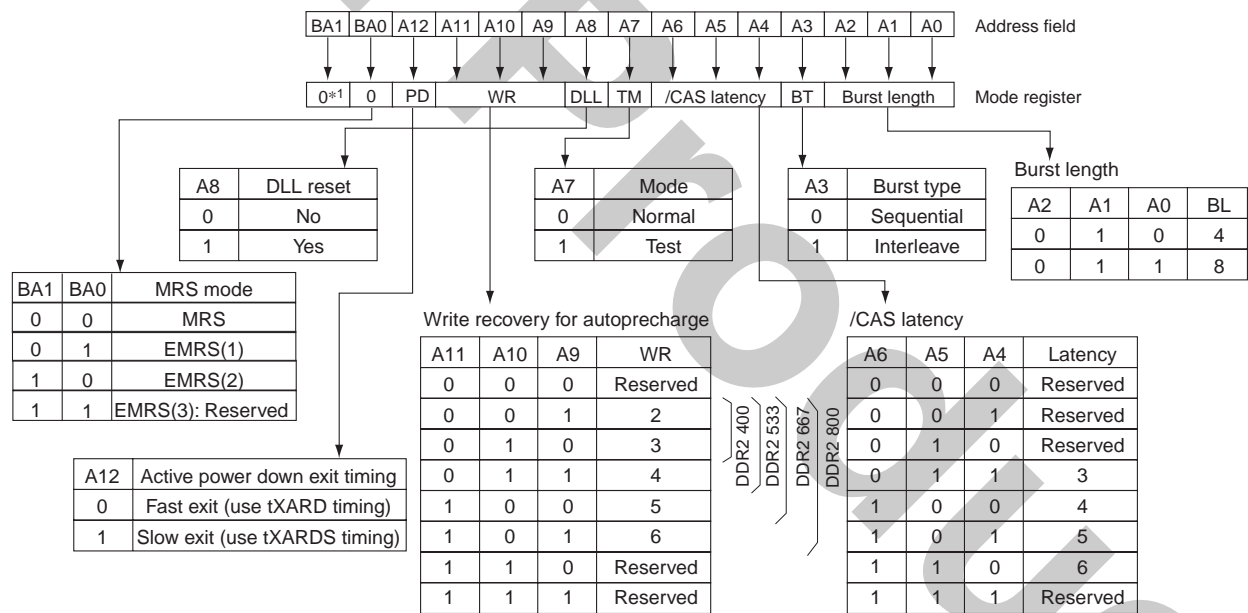 BA1 BA0 A12 A11 A10 A9 A8 A7 A6 A5 A4 A3 A2 A1 A0 Address field
0*1 0 PD WR DLL TM /CAS latency BT Burst length Mode register
A8 DLL reset
0 No
1 Yes
A7 Mode
0 Normal
1 Test
A3 Burst type
0 Sequential
1 Interleave
Burst length
A2 A1 A0 BL
0 1 0 4
0 1 1 8
BA1 BA0 MRS mode
0 0 MRS
0 1 EMRS(1)
1 0 EMRS(2)
1 1 EMRS(3): Reserved
A12 Active power down exit timing
0 Fast exit (use tXARD timing)
1 Slow exit (use tXARDS timing)
Write recovery for autoprecharge
A11 A10 A9 WR
0 0 0 Reserved
0 0 1 2
0 1 0 3
0 1 1 4
1 0 0 5
1 0 1 6
1 1 0 Reserved
1 1 1 Reserved
DDR2 400
DDR2 533
DDR2 667
DDR2 800
/CAS latency
A6 A5 A4 Latency
0 0 0 Reserved
0 0 1 Reserved
0 1 0 Reserved
0 1 1 3
1 0 0 4
1 0 1 5
1 1 0 6
1 1 1 Reserved
Produ